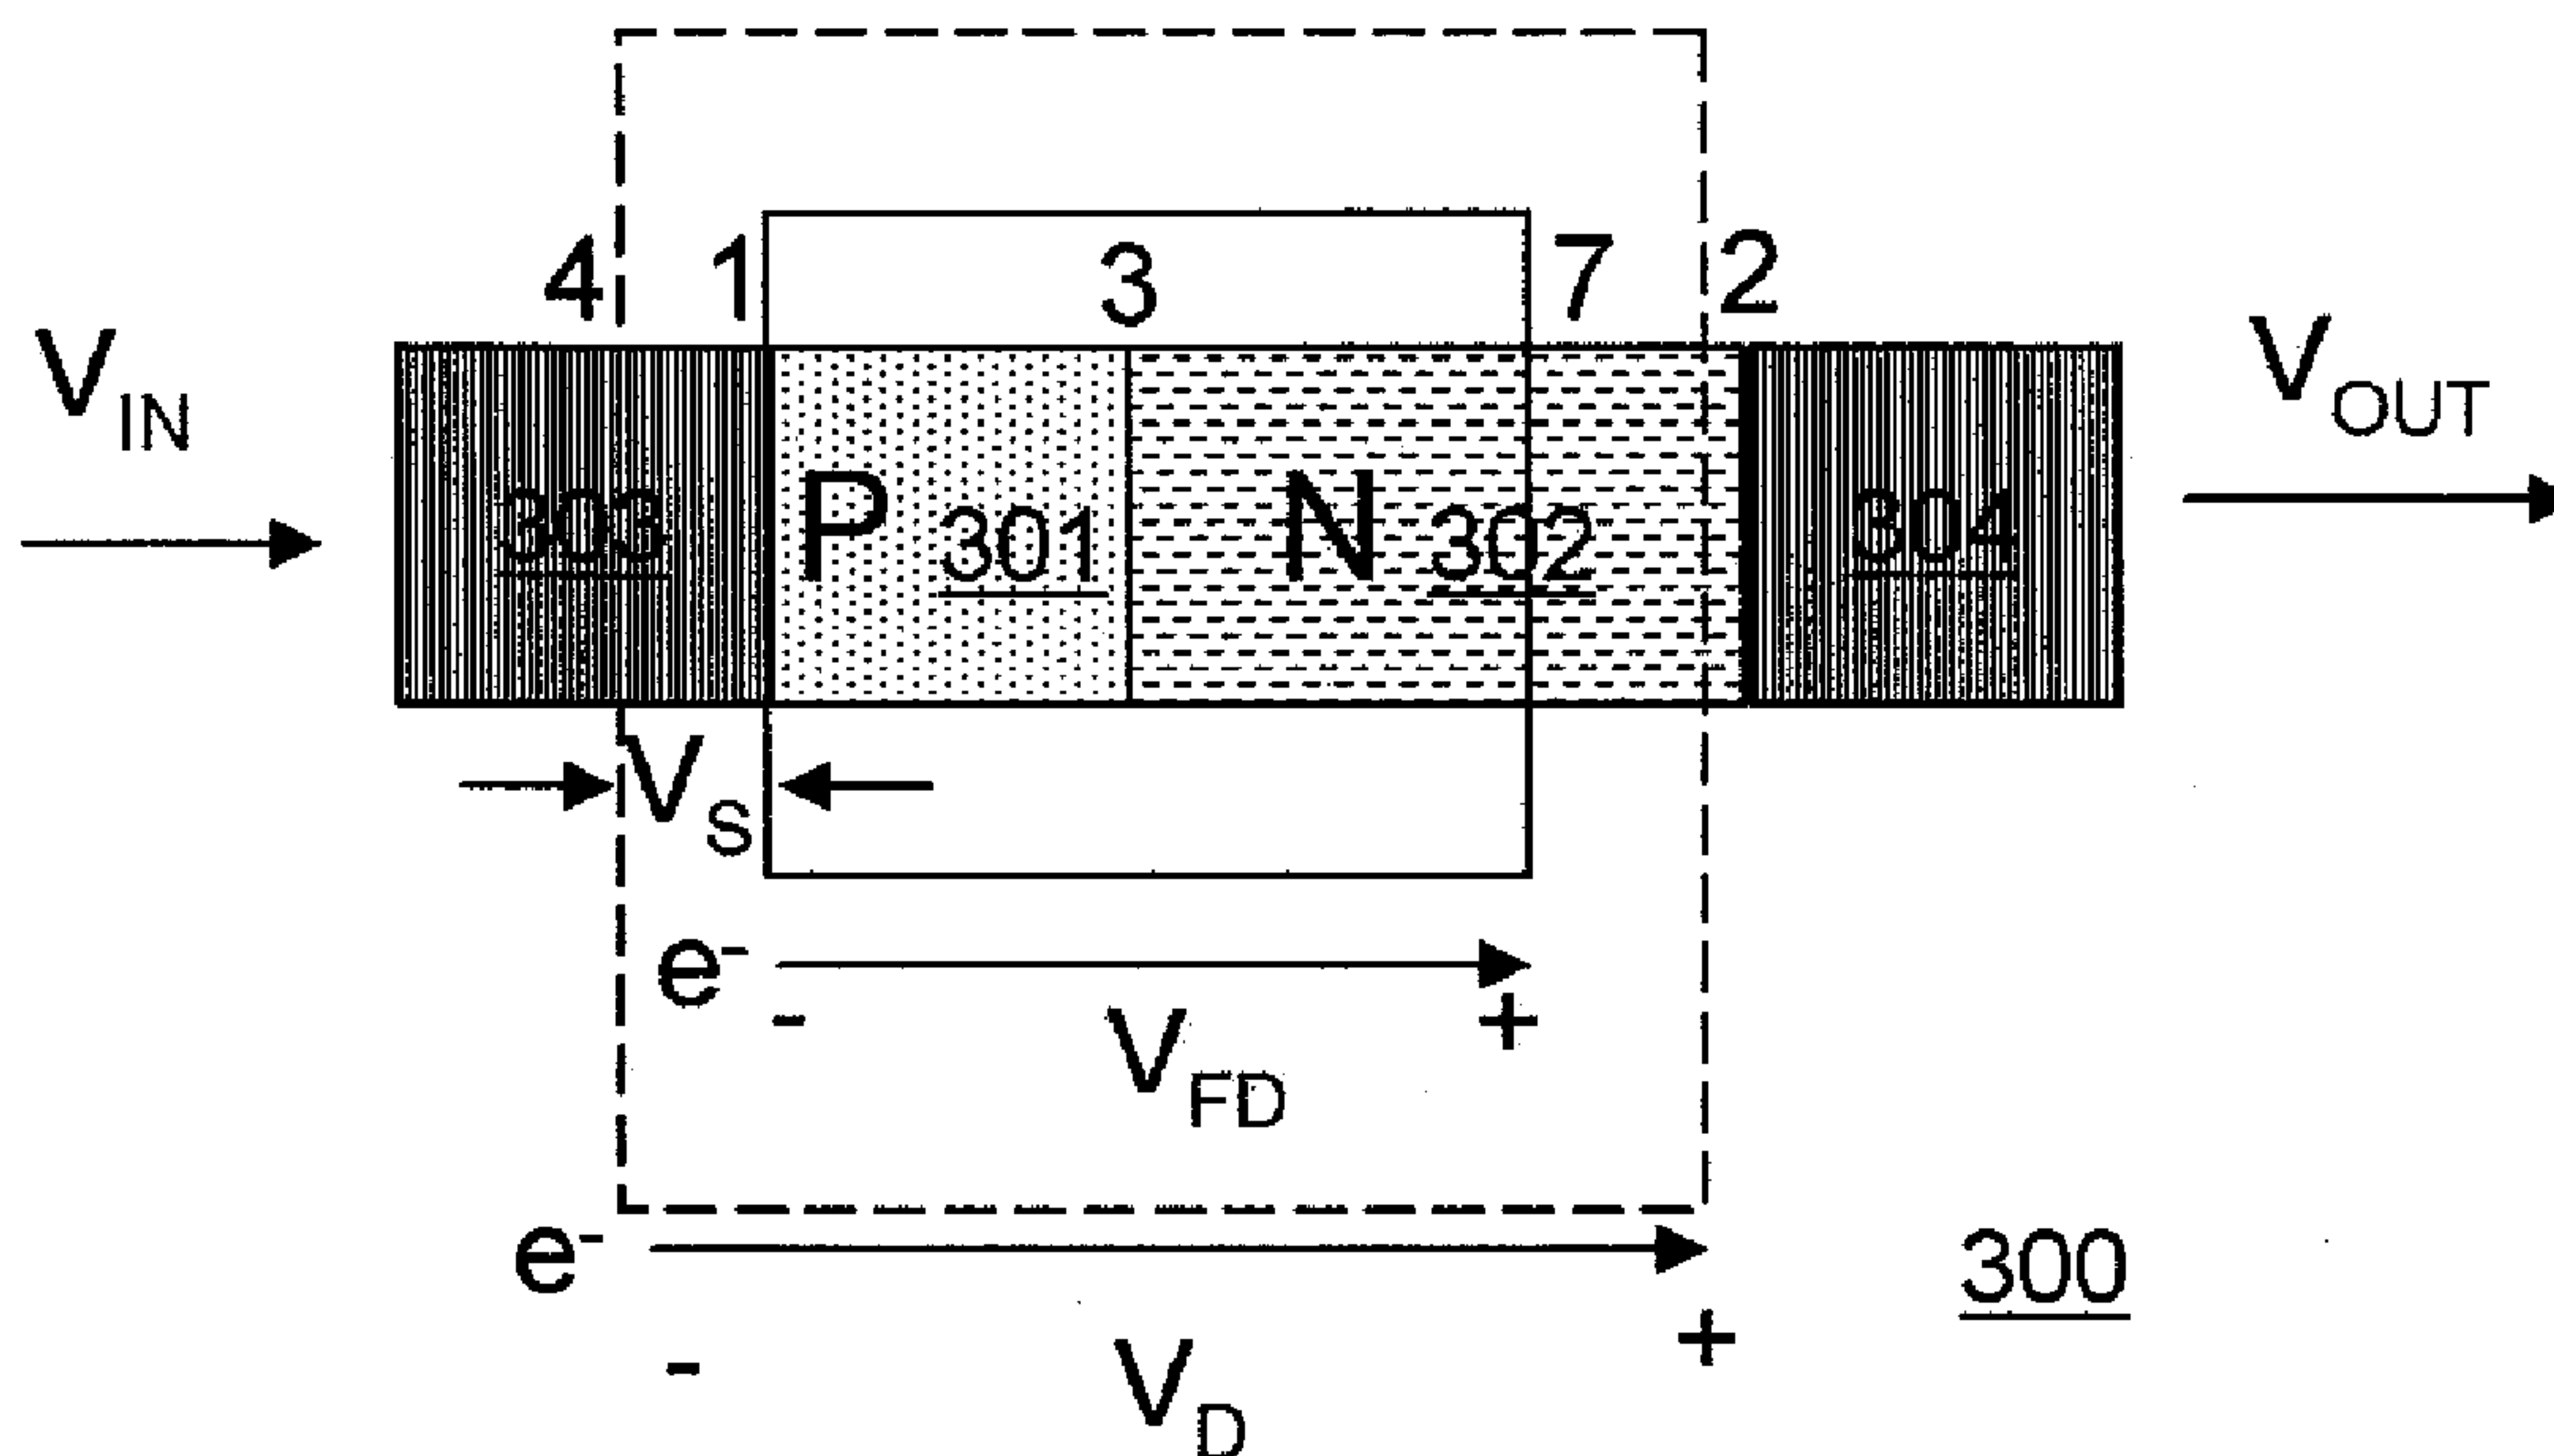 4 1 3 7 2
V_IN V_OUT
303 P 301 N 302 304
V_S
e⁻
- +
V_FD
e⁻
300
- +
V_D